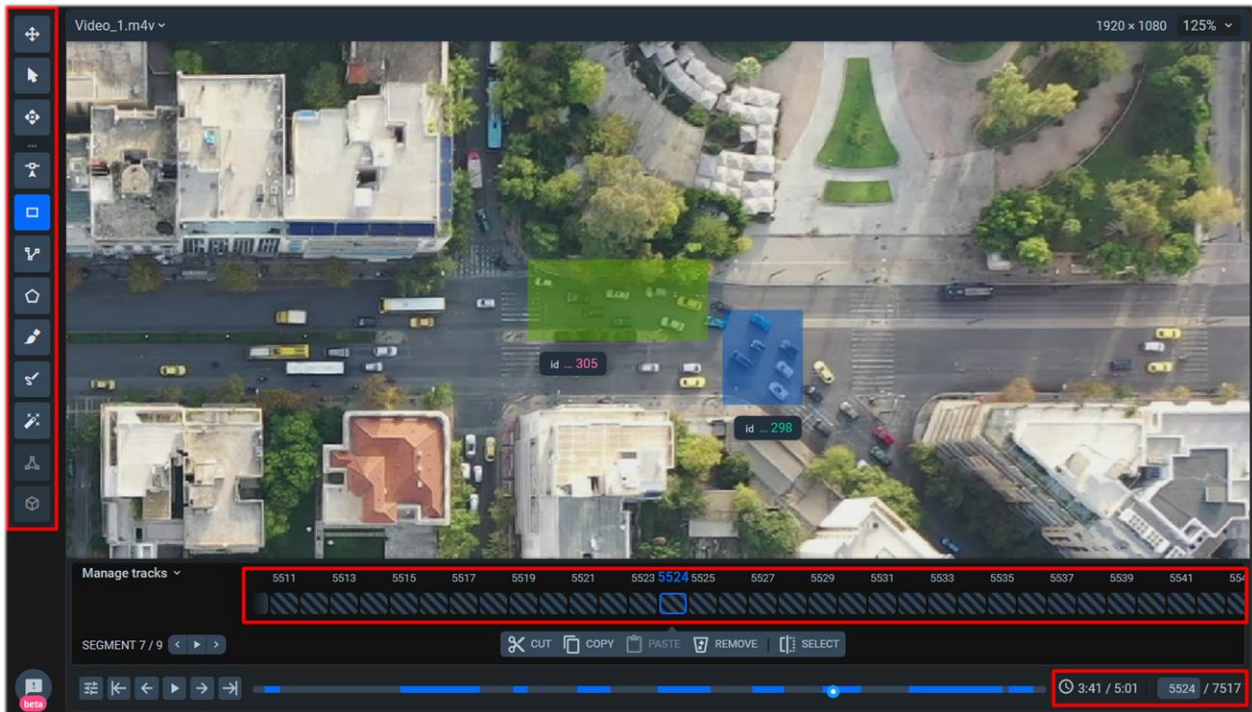 Video_1.m4v
1920 × 1080 125%
id ... 305
id ... 298
Manage tracks
5511 5513 5515 5517 5519 5521 5523 5524 5525 5527 5529 5531 5533 5535 5537 5539 5541
SEGMENT 7 / 9
CUT COPY PASTE REMOVE SELECT
3:41 / 5:01 5524 / 7517
beta